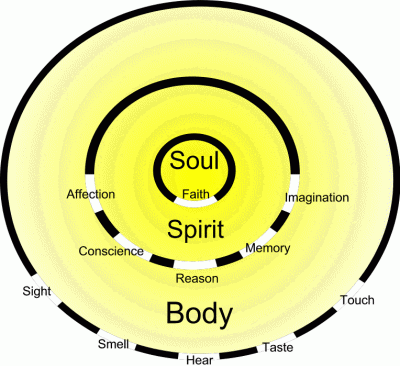 Soul
Faith
Affection
Imagination
Spirit
Conscience
Memory
Reason
Sight
Touch
Body
Smell
Taste
Hear